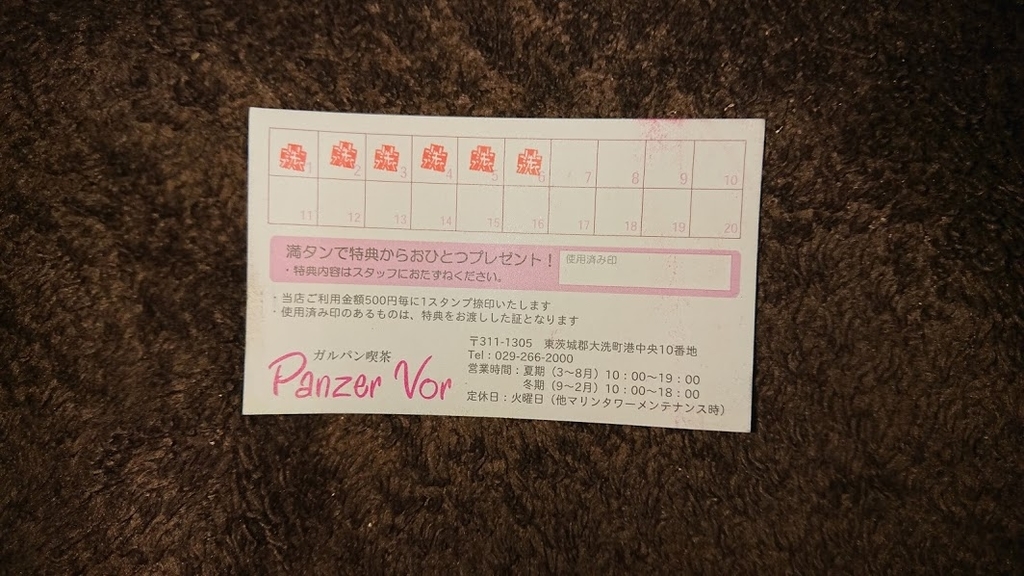 洗 洗 洗 洗 洗 洗
1 2 3 4 5 6 7 8 9 10
11 12 13 14 15 16 17 18 19 20
満タンで特典からおひとつプレゼント！
・特典内容はスタッフにおたずねください。
使用済み印
・当店ご利用金額500円毎に1スタンプ捺印いたします
・使用済み印のあるものは、特典をお渡しした証となります
ガルパン喫茶
Panzer Vor
〒311-1305　東茨城郡大洗町港中央10番地
Tel：029-266-2000
営業時間：夏期（3～8月）10：00～19：00
冬期（9～2月）10：00～18：00
定休日：火曜日（他マリンタワーメンテナンス時）